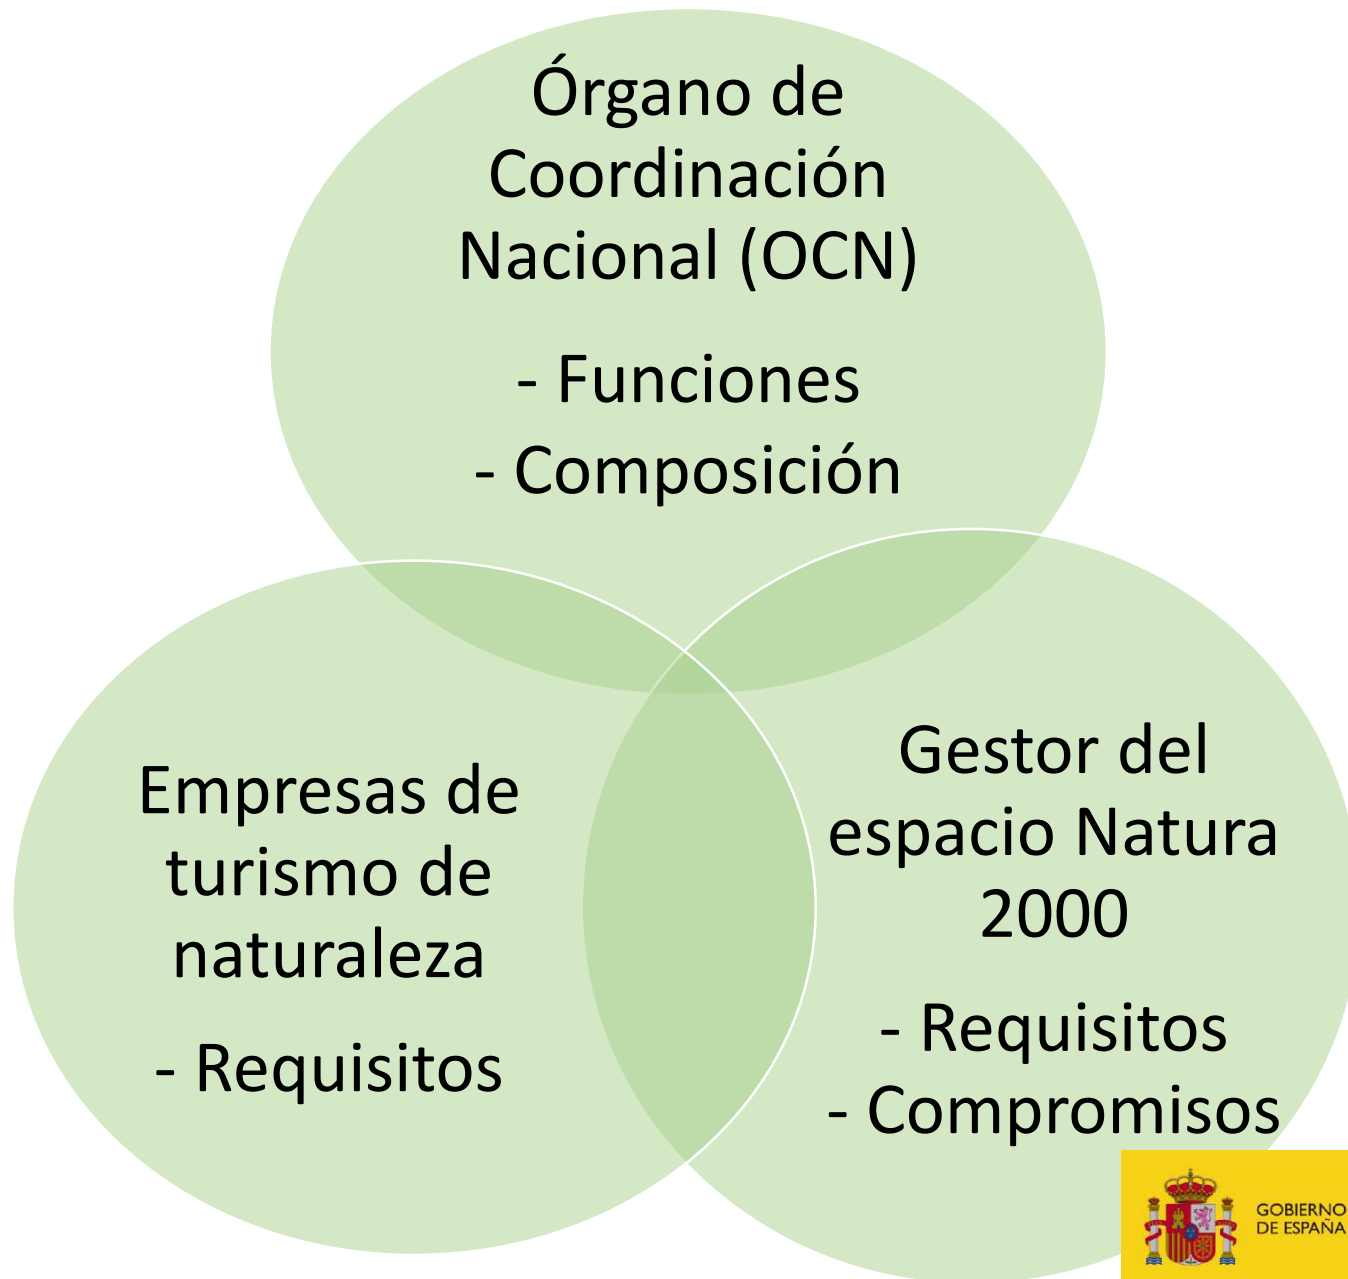 Órgano de
Coordinación
Nacional (OCN)
- Funciones
- Composición
Empresas de
turismo de
naturaleza
- Requisitos
Gestor del
espacio Natura
2000
- Requisitos
- Compromisos
GOBIERNO
DE ESPAÑA